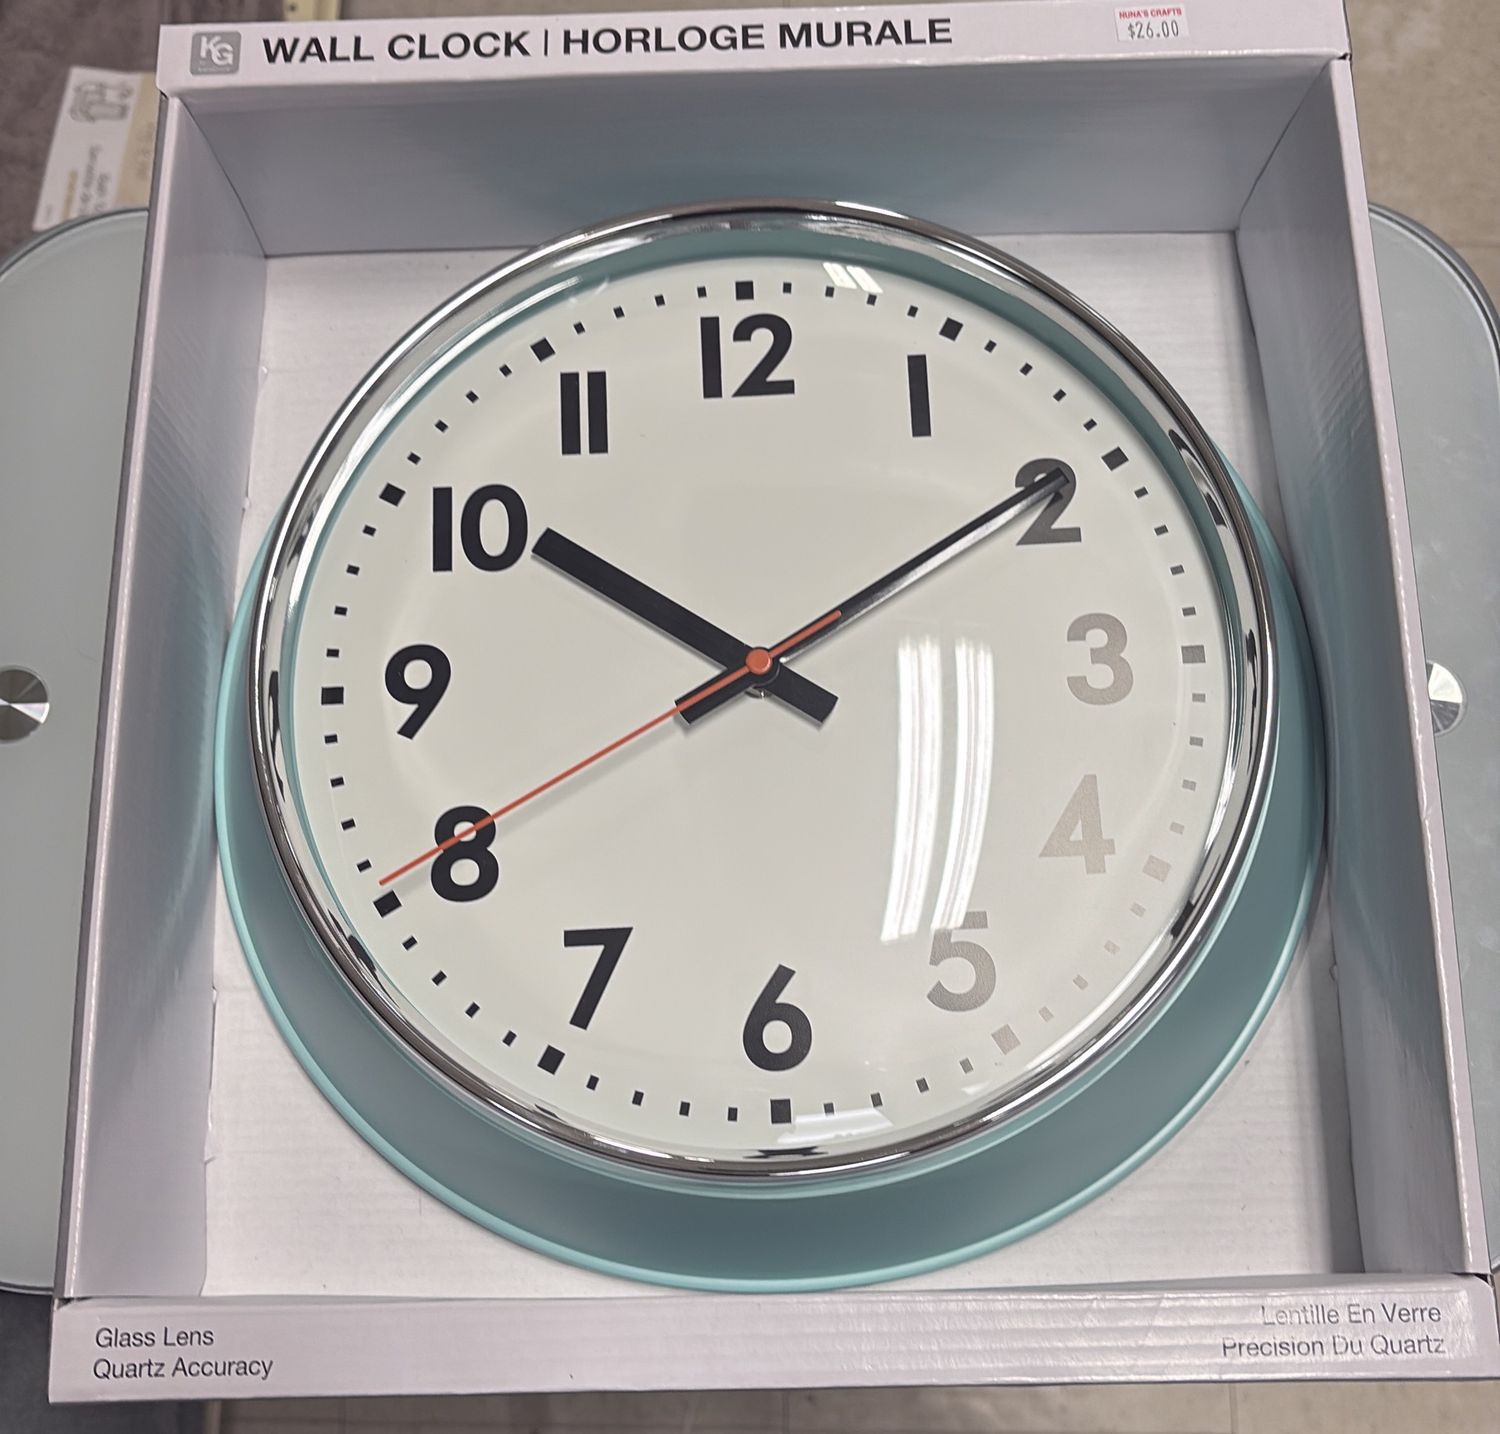 KG WALL CLOCK | HORLOGE MURALE
NUNA'S CRAFTS
$26.00
12
11
1
10
2
9
3
8
4
7
5
6
Glass Lens
Quartz Accuracy
Lentille En Verre
Précision Du Quartz